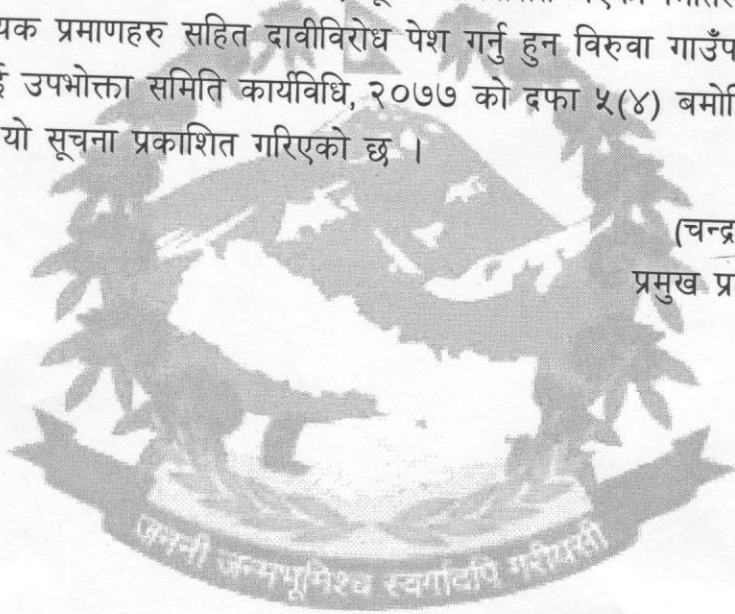 यक प्रमाणहरु सहित दावीविरोध पेश गर्नु हुन विरुवा गाउँप
ई उपभोक्ता समिति कार्यविधि, २०७७ को दफा ५(४) बमोि
यो सूचना प्रकाशित गरिएको छ ।
(चन्द्र
प्रमुख प्र
जननी जन्मभूमिश्च स्वर्गादपि गरीयसी